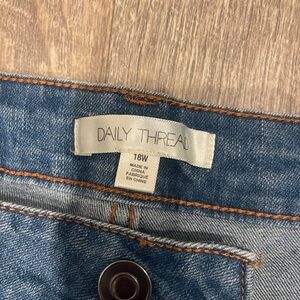 DAILY THREAD
18W
MADE IN
CHINA
FABRIQUÉ
EN CHINE